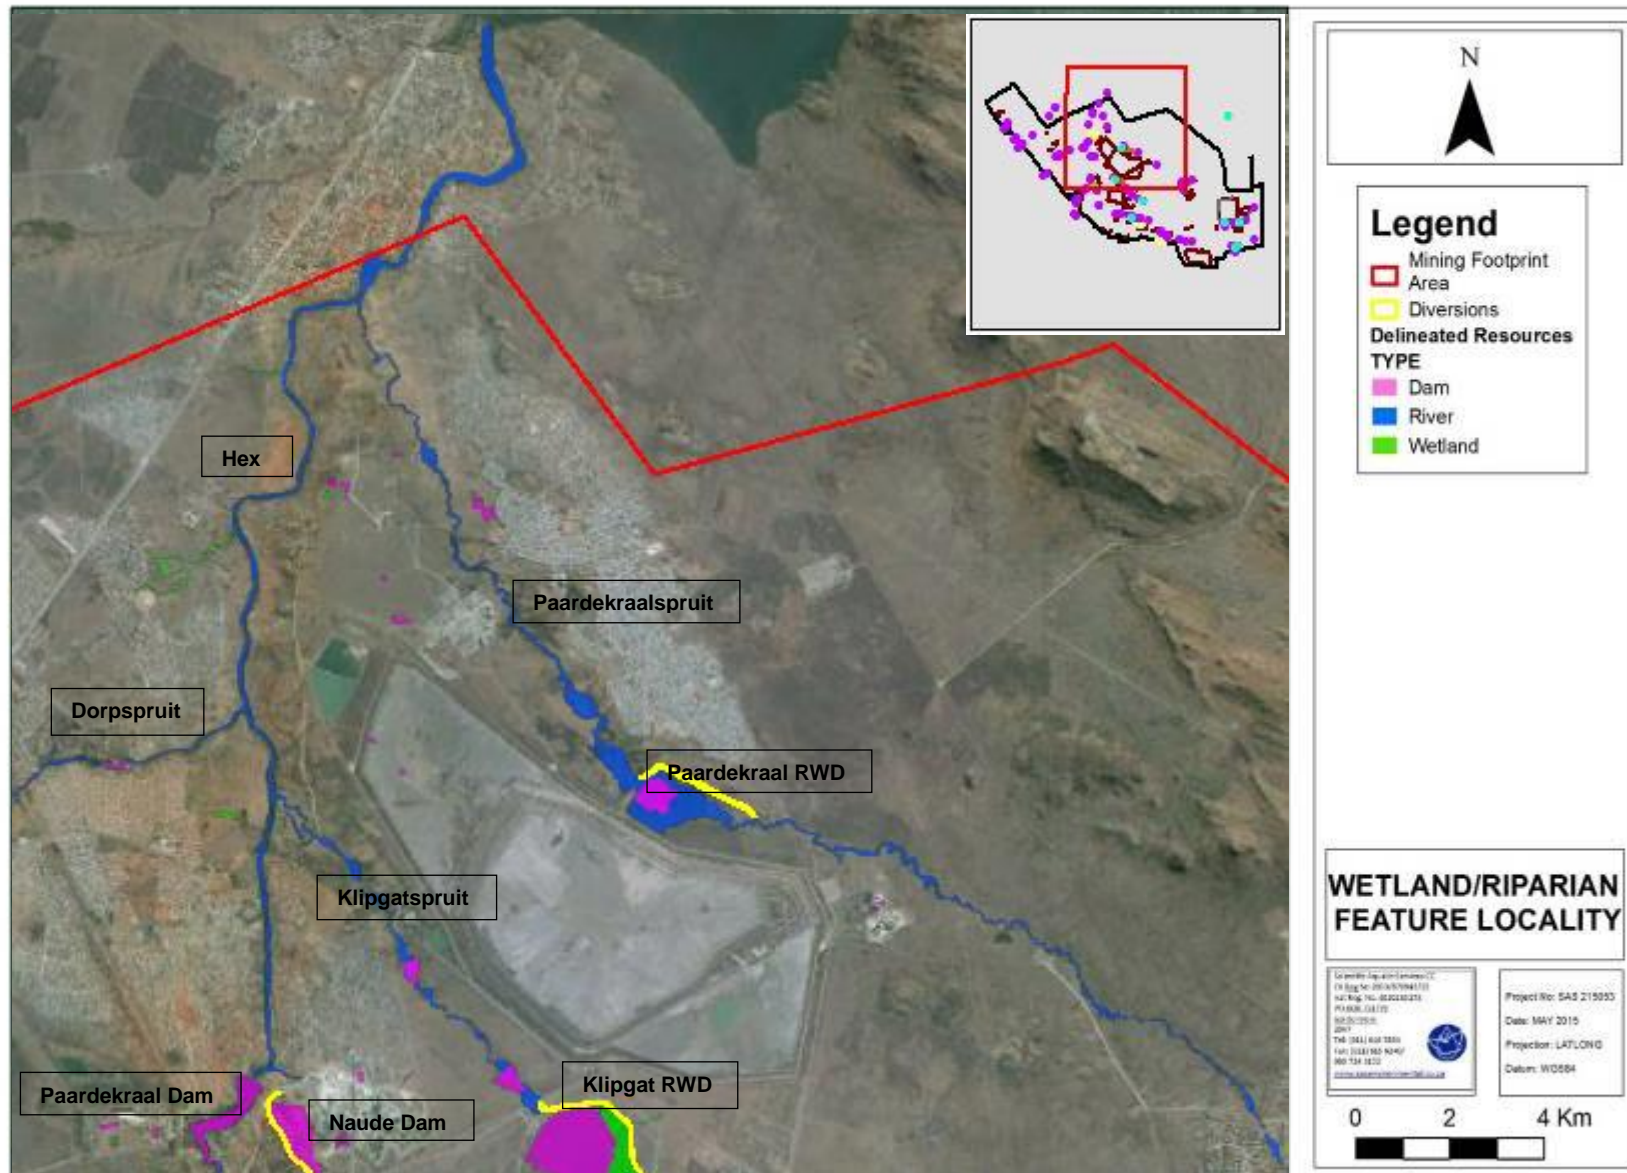 Hex
Paardekraalspruit
Dorpspruit
Paardekraal RWD
Klipgatspruit
Klipgat RWD
Paardekraal Dam
Naude Dam
N
Legend
Mining Footprint
Area
Diversions
Delineated Resources
TYPE
Dam
River
Wetland
WETLAND/RIPARIAN
FEATURE LOCALITY
Project No: SAS 215053
Date: MAY 2015
Projection: LATLONG
Datum: WGS84
0 2 4 Km